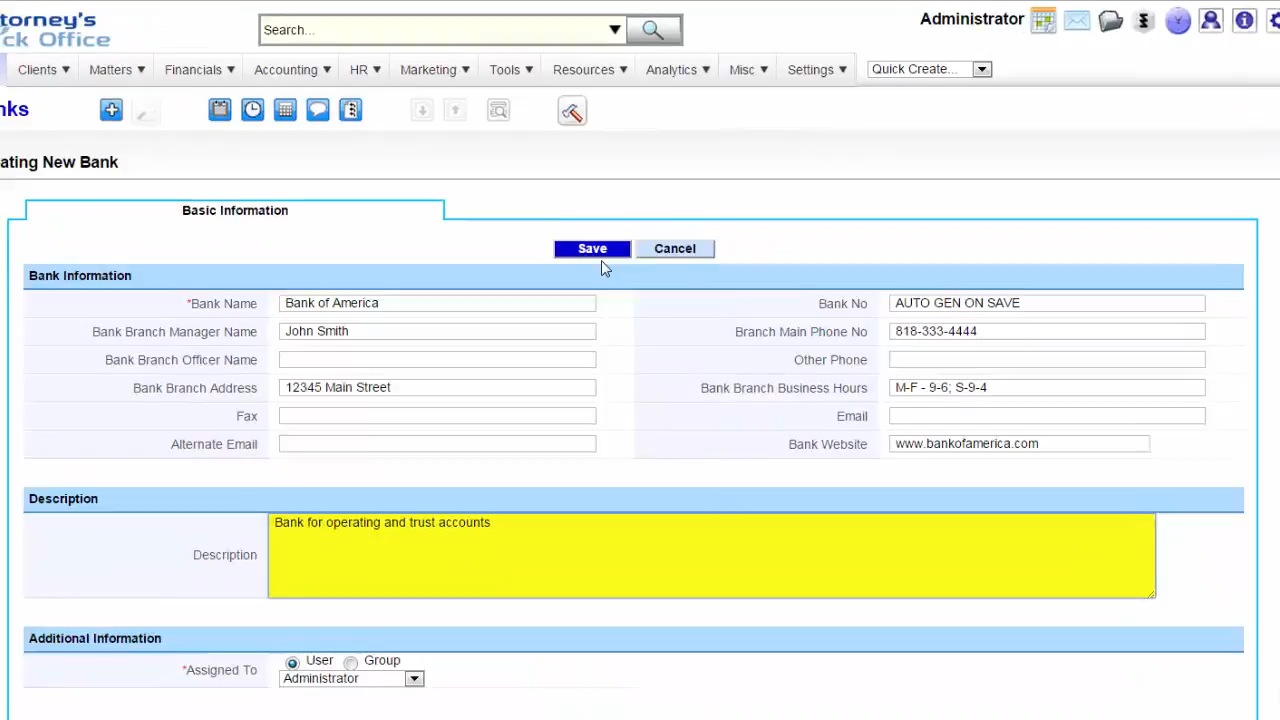 torney's
ck Office
Search...
Administrator
Clients Matters Financials Accounting HR Marketing Tools Resources Analytics Misc Settings Quick Create...
nks
ating New Bank
Basic Information
Save Cancel
Bank Information
*Bank Name Bank of America Bank No AUTO GEN ON SAVE
Bank Branch Manager Name John Smith Branch Main Phone No 818-333-4444
Bank Branch Officer Name Other Phone
Bank Branch Address 12345 Main Street Bank Branch Business Hours M-F - 9-6; S-9-4
Fax Email
Alternate Email Bank Website www.bankofamerica.com
Description
Description Bank for operating and trust accounts
Additional Information
*Assigned To User Group
Administrator